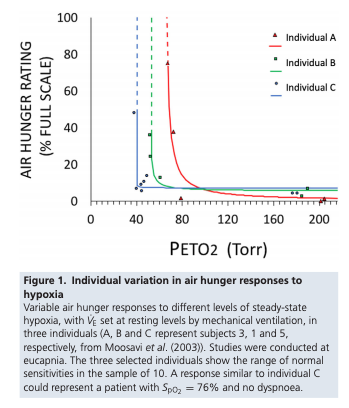 100
80
60
40
20
0
AIR HUNGER RATING
(% FULL SCALE)
Individual A
Individual B
Individual C
0 40 80 120 160 200
PETO2 (Torr)
Figure 1. Individual variation in air hunger responses to
hypoxia
Variable air hunger responses to different levels of steady-state
hypoxia, with V̇E set at resting levels by mechanical ventilation, in
three individuals (A, B and C represent subjects 3, 1 and 5,
respectively, from Moosavi et al. (2003)). Studies were conducted at
eucapnia. The three selected individuals show the range of normal
sensitivities in the sample of 10. A response similar to individual C
could represent a patient with SpO2 = 76% and no dyspnoea.